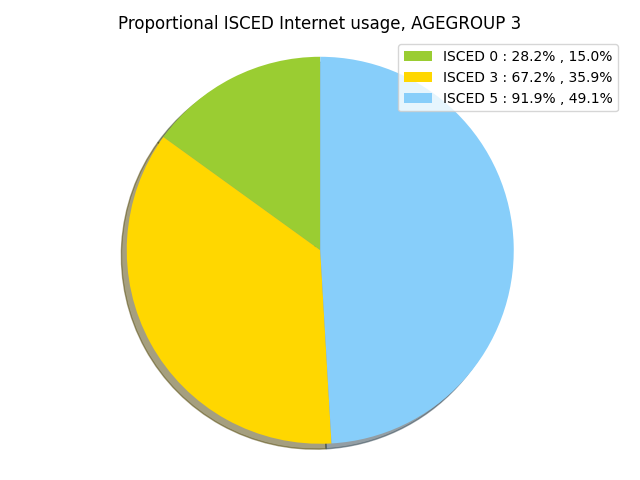 Proportional ISCED Internet usage, AGEGROUP 3
ISCED 0 : 28.2% , 15.0%
ISCED 3 : 67.2% , 35.9%
ISCED 5 : 91.9% , 49.1%